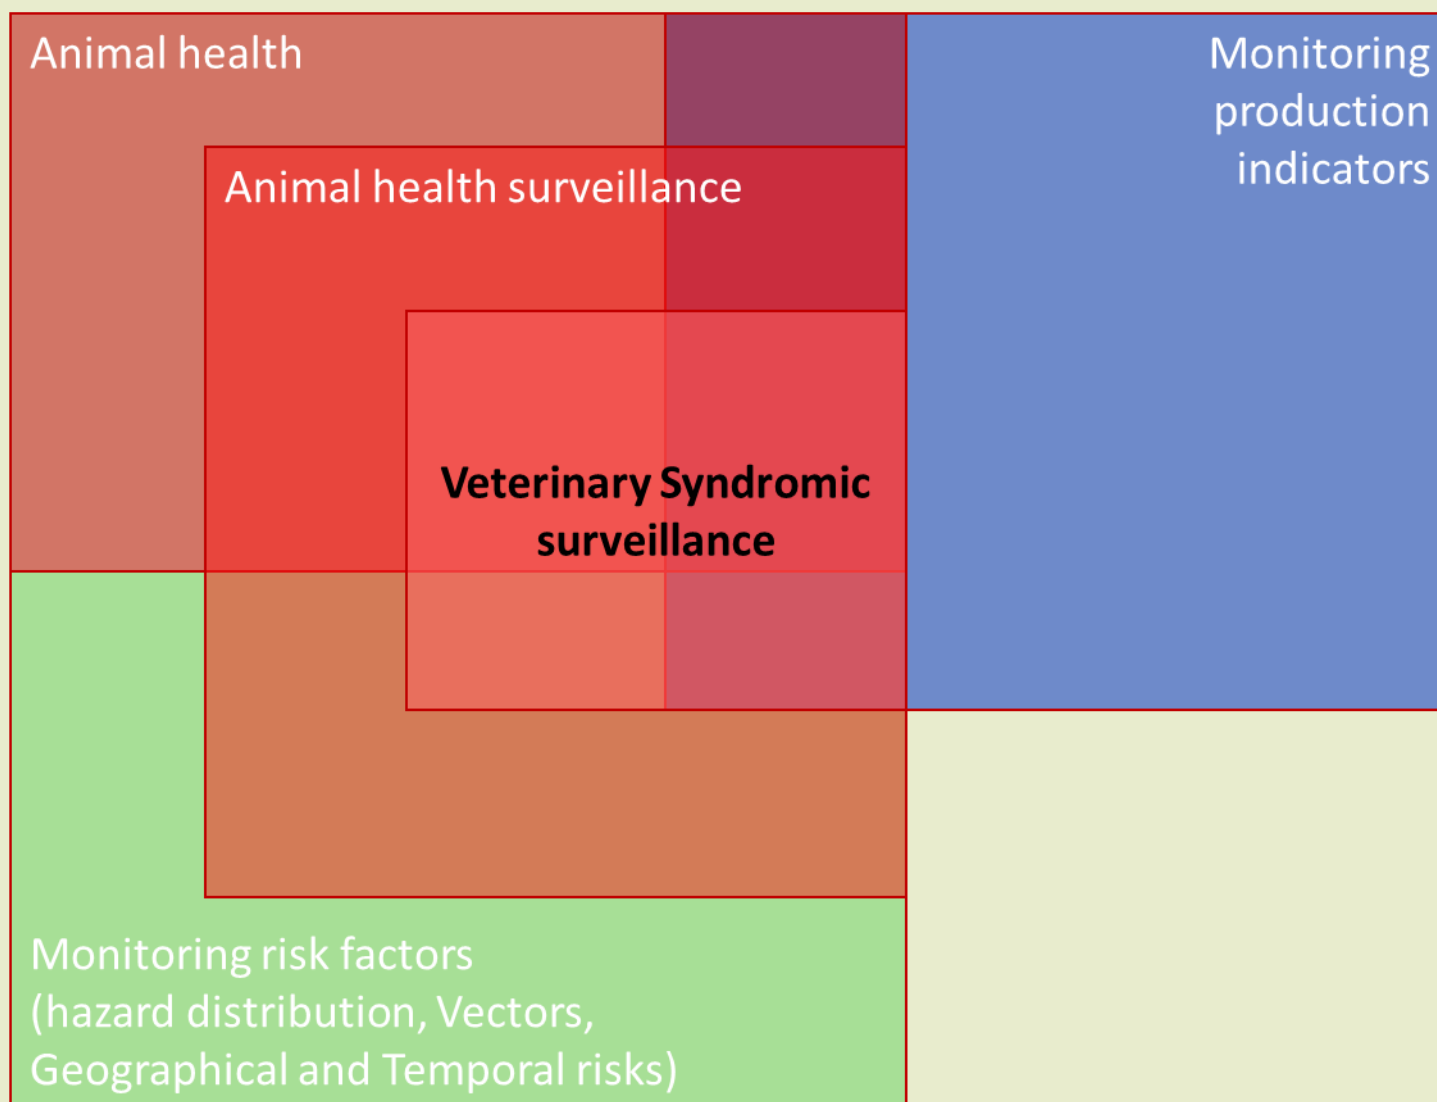 Animal health
Monitoring
production
indicators
Animal health surveillance
Veterinary Syndromic
surveillance
Monitoring risk factors
(hazard distribution, Vectors,
Geographical and Temporal risks)